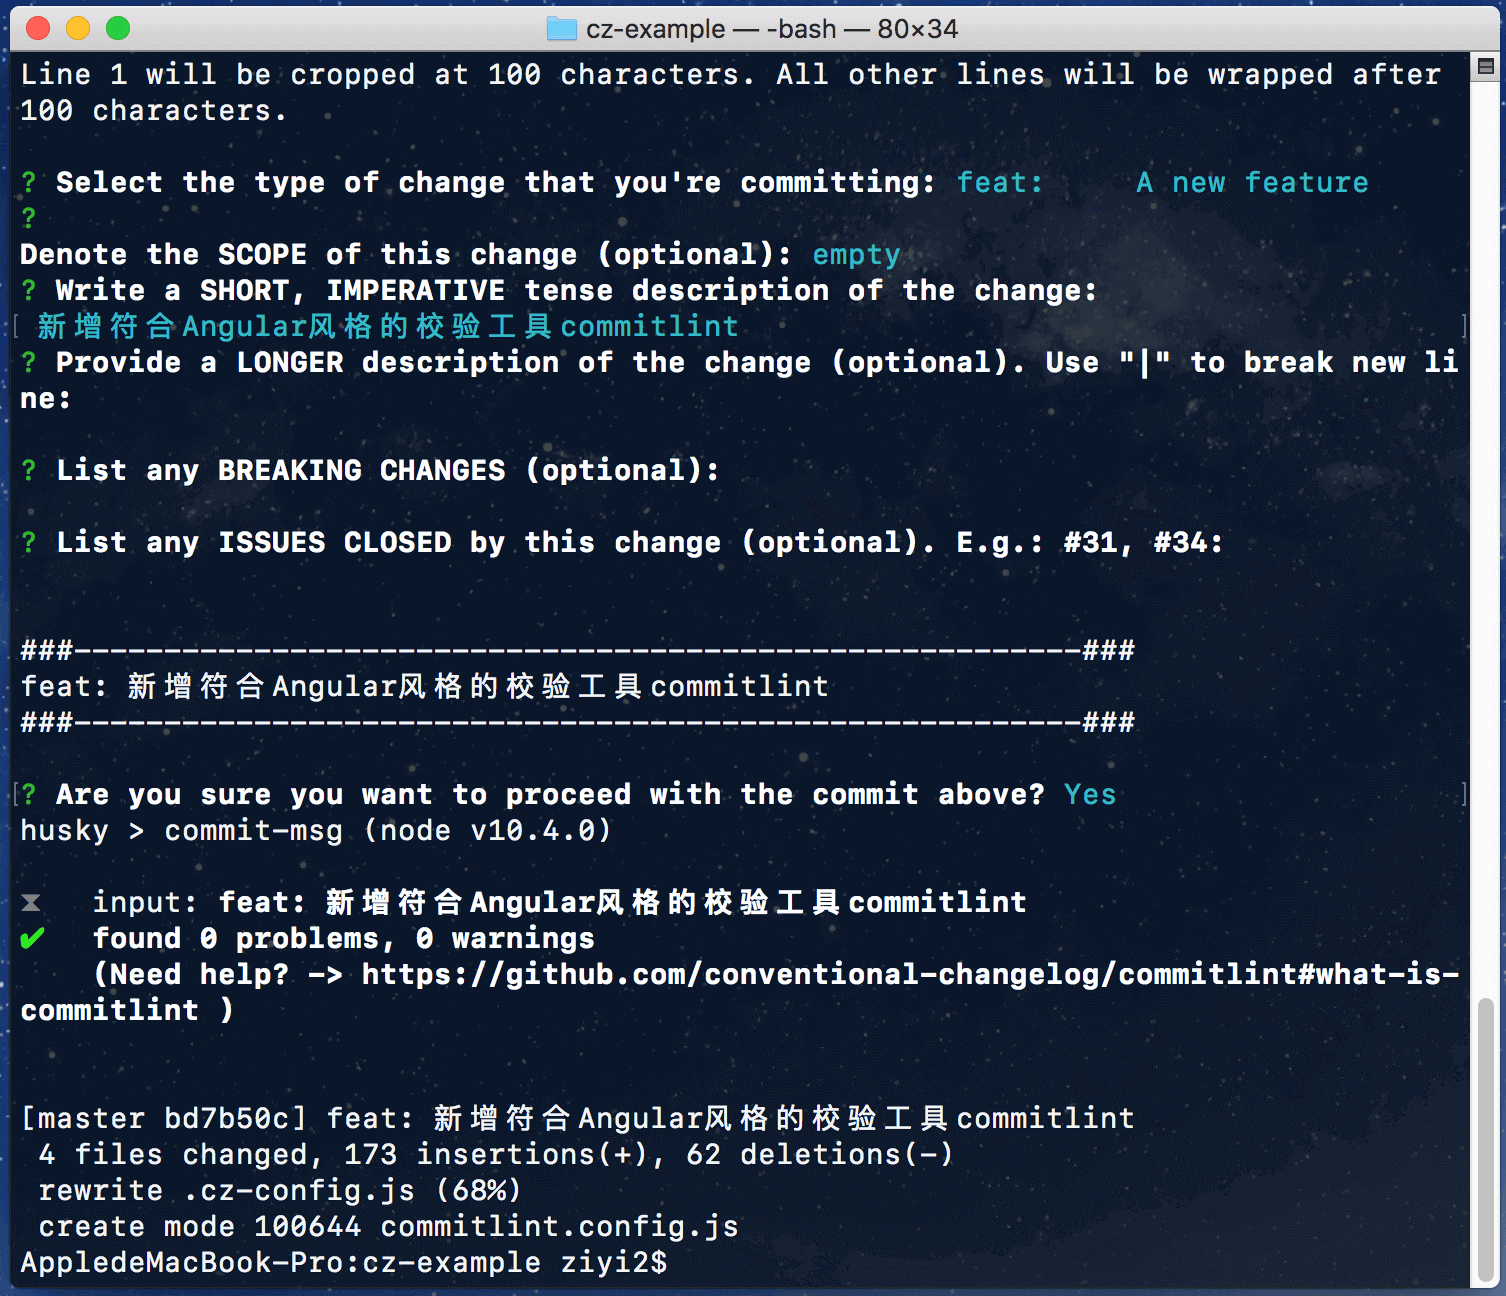 cz-example — -bash — 80×34
Line 1 will be cropped at 100 characters. All other lines will be wrapped after
100 characters.
? Select the type of change that you're committing: feat:     A new feature
?
Denote the SCOPE of this change (optional): empty
? Write a SHORT, IMPERATIVE tense description of the change:
[ 新增符合Angular风格的校验工具commitlint ]
? Provide a LONGER description of the change (optional). Use "|" to break new li
ne:
? List any BREAKING CHANGES (optional):
? List any ISSUES CLOSED by this change (optional). E.g.: #31, #34:
###--------------------------------------------------------###
feat: 新增符合Angular风格的校验工具commitlint
###--------------------------------------------------------###
[? Are you sure you want to proceed with the commit above? Yes ]
husky > commit-msg (node v10.4.0)
⧗   input: feat: 新增符合Angular风格的校验工具commitlint
✔   found 0 problems, 0 warnings
(Need help? -> https://github.com/conventional-changelog/commitlint#what-is-
commitlint )
[master bd7b50c] feat: 新增符合Angular风格的校验工具commitlint
4 files changed, 173 insertions(+), 62 deletions(-)
rewrite .cz-config.js (68%)
create mode 100644 commitlint.config.js
AppledeMacBook-Pro:cz-example ziyi2$